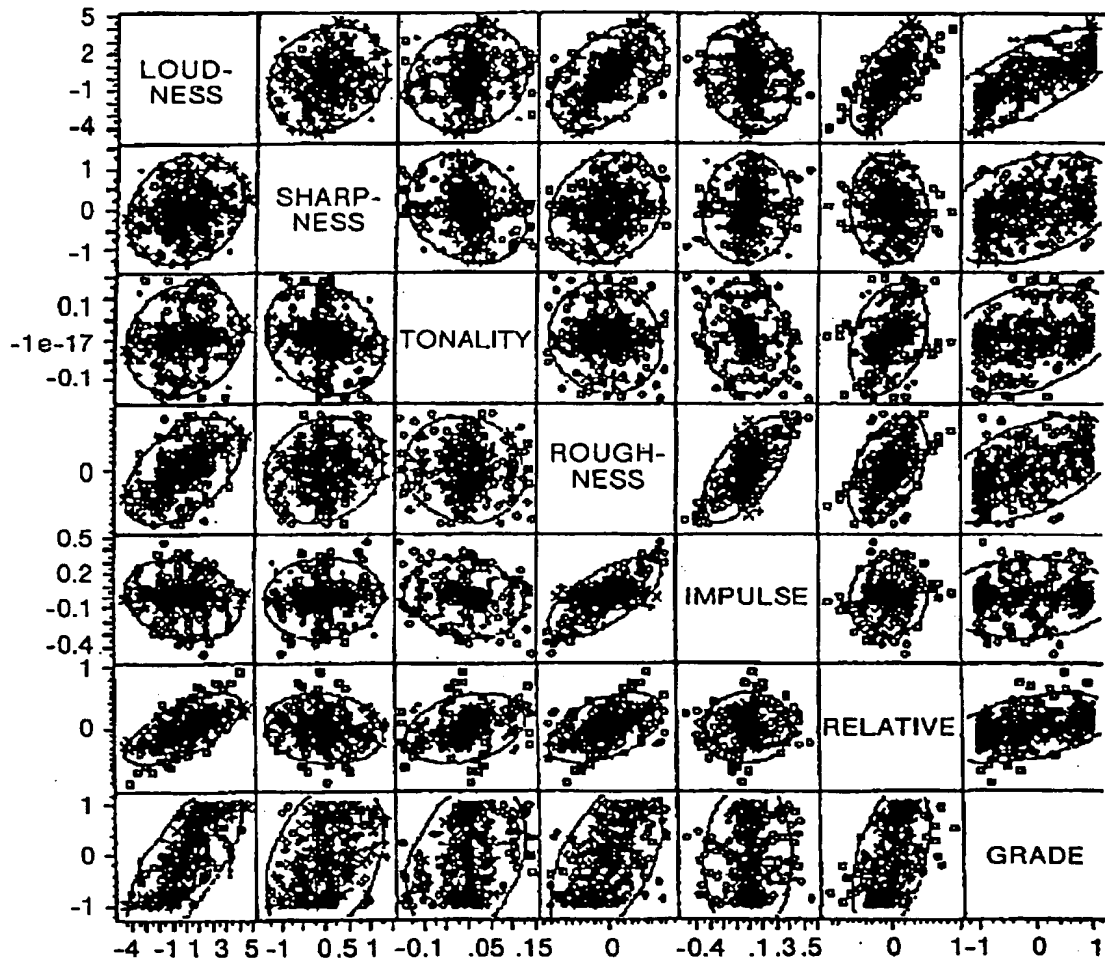 5
2
-1
-4
LOUD-
NESS
1
0
-1
SHARP-
NESS
0.1
-1e-17
-0.1
TONALITY
0
ROUGH-
NESS
0.5
0.2
-0.1
-0.4
IMPULSE
1
0
RELATIVE
1
0
-1
GRADE
-4 -1 1 3 5 -1 0.5 1 -0.1 .05 .15 0 -0.4 .1.3.5 0 1-1 0 1